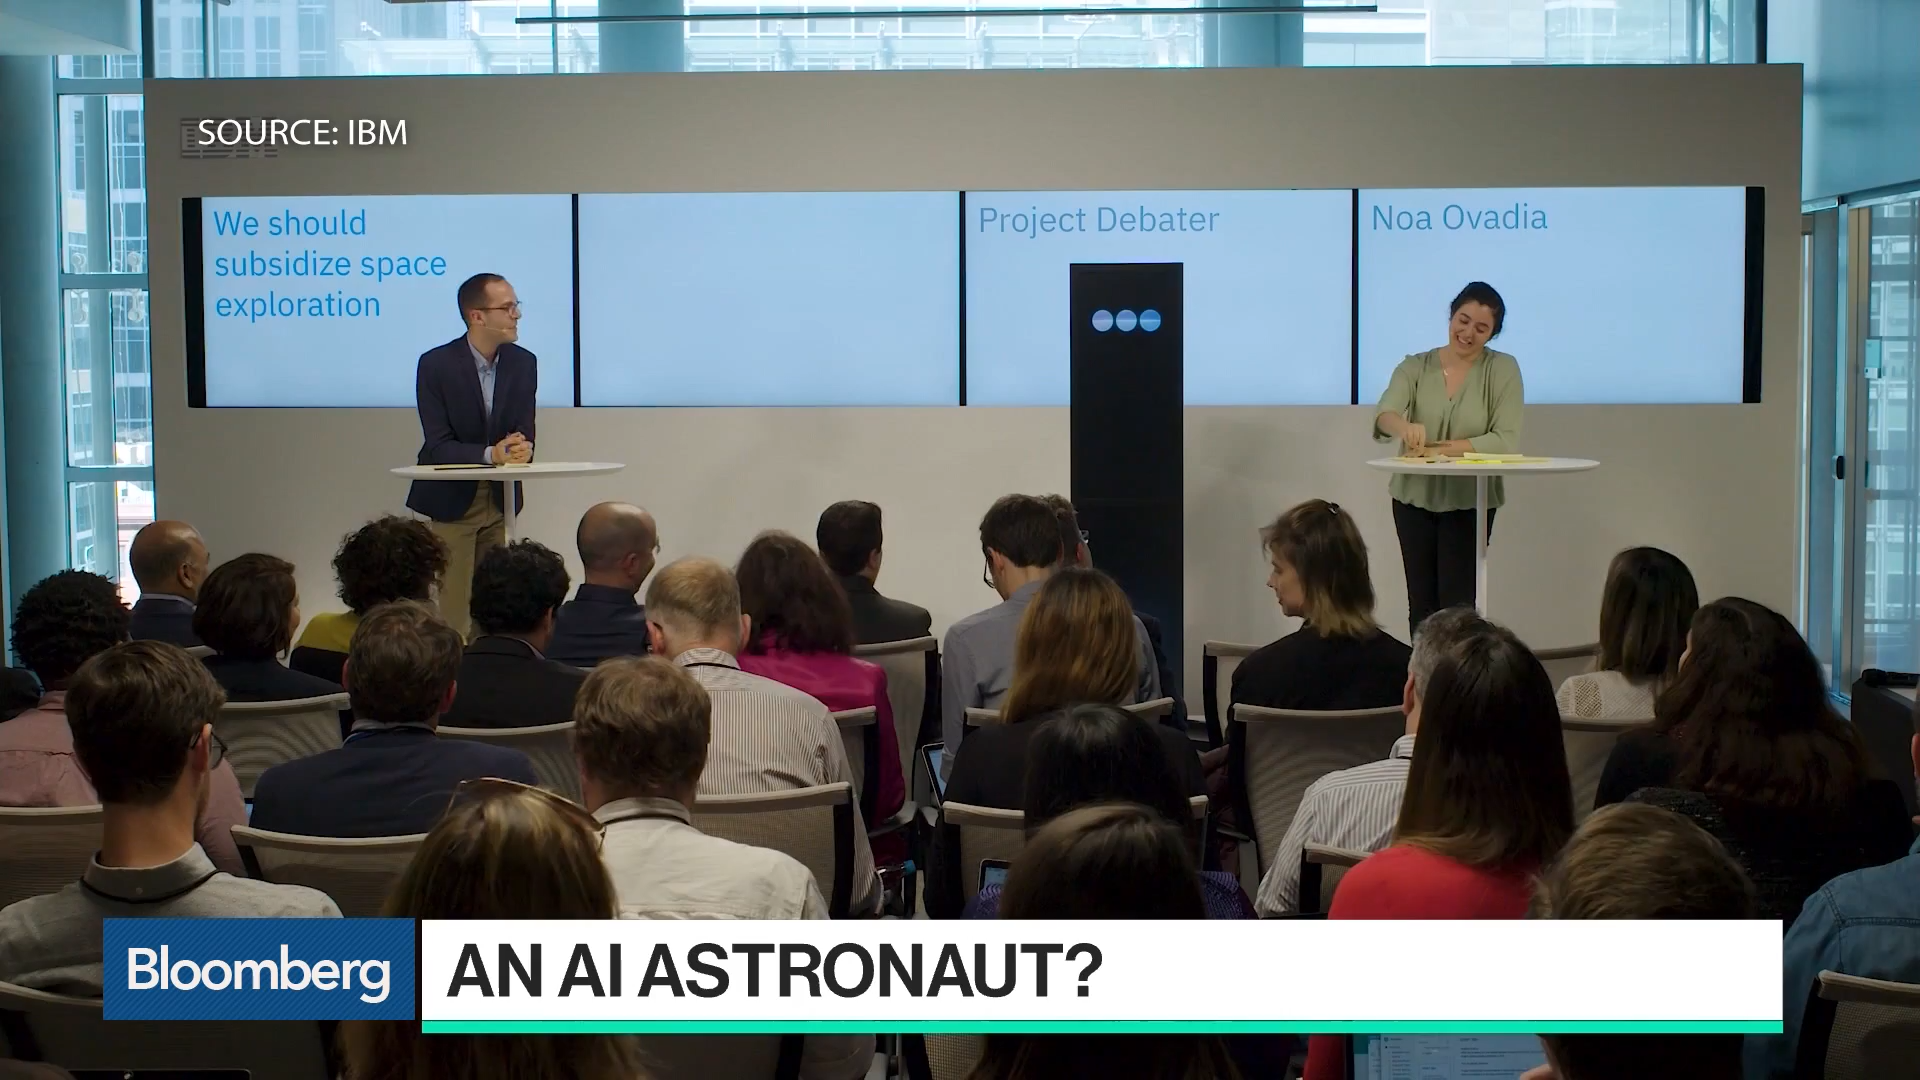 SOURCE: IBM
We should
subsidize space
exploration
Project Debater
Noa Ovadia
Bloomberg
AN AI ASTRONAUT?